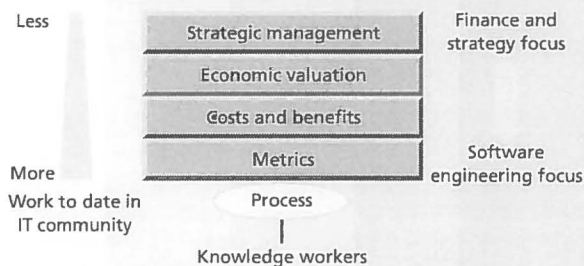 Less
Strategic management
Finance and
strategy focus
Economic valuation
Costs and benefits
Metrics
More
Work to date in
IT community
Software
engineering focus
Process
Knowledge workers